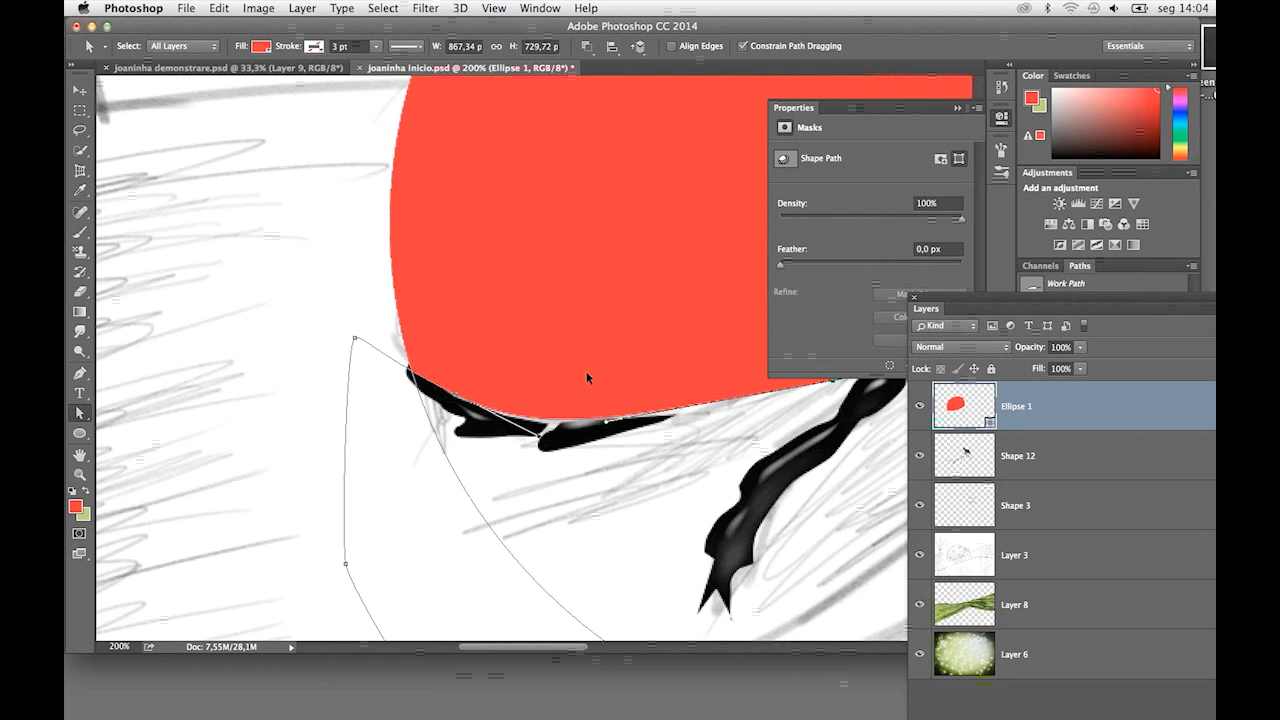 Photoshop File Edit Image Layer Type Select Filter 3D View Window Help seg 14:04
Adobe Photoshop CC 2014
Select: All Layers Fill: Stroke: 3 pt W: 867,34 p H: 729,72 p Align Edges Constrain Path Dragging Essentials
joaninha demonstrare.psd @ 33,3% (Layer 9, RGB/8*) joaninha inicio.psd @ 200% (Ellipse 1, RGB/8*) *
Color Swatches
Properties
Masks
Shape Path
Density: 100%
Feather: 0,0 px
Refine:
Adjustments
Add an adjustment
Channels Paths
Work Path
Layers
Kind
Normal Opacity: 100%
Lock: Fill: 100%
Ellipse 1
Shape 12
Shape 3
Layer 3
Layer 8
Layer 6
200% Doc: 7,55M/28,1M